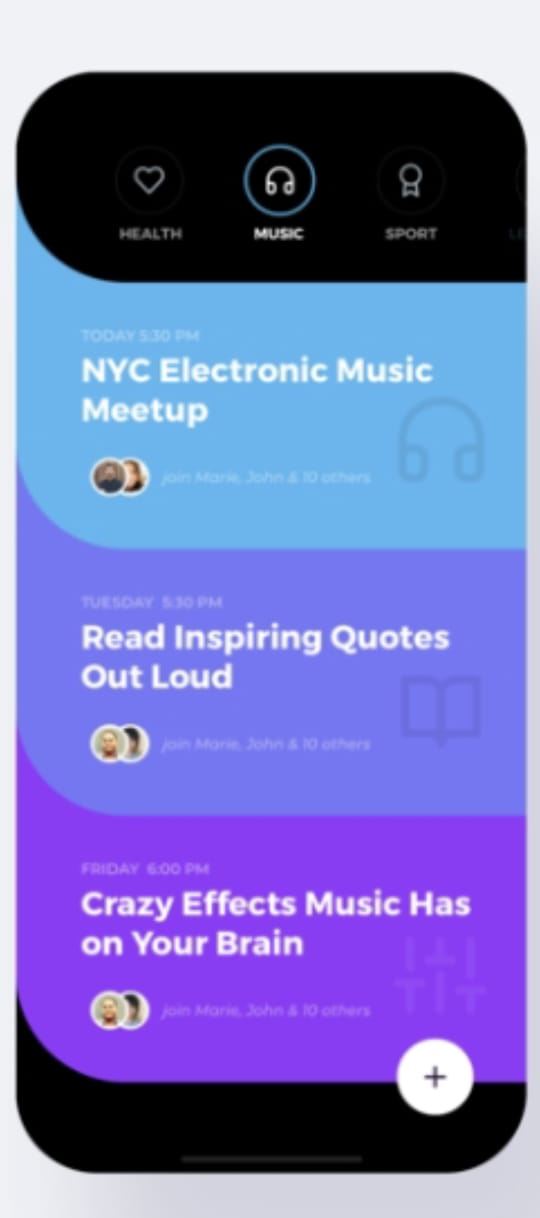 HEALTH MUSIC SPORT
TODAY 5:30 PM
NYC Electronic Music
Meetup
join Marie, John & 10 others
TUESDAY 5:30 PM
Read Inspiring Quotes
Out Loud
join Marie, John & 10 others
FRIDAY 6:00 PM
Crazy Effects Music Has
on Your Brain
join Marie, John & 10 others